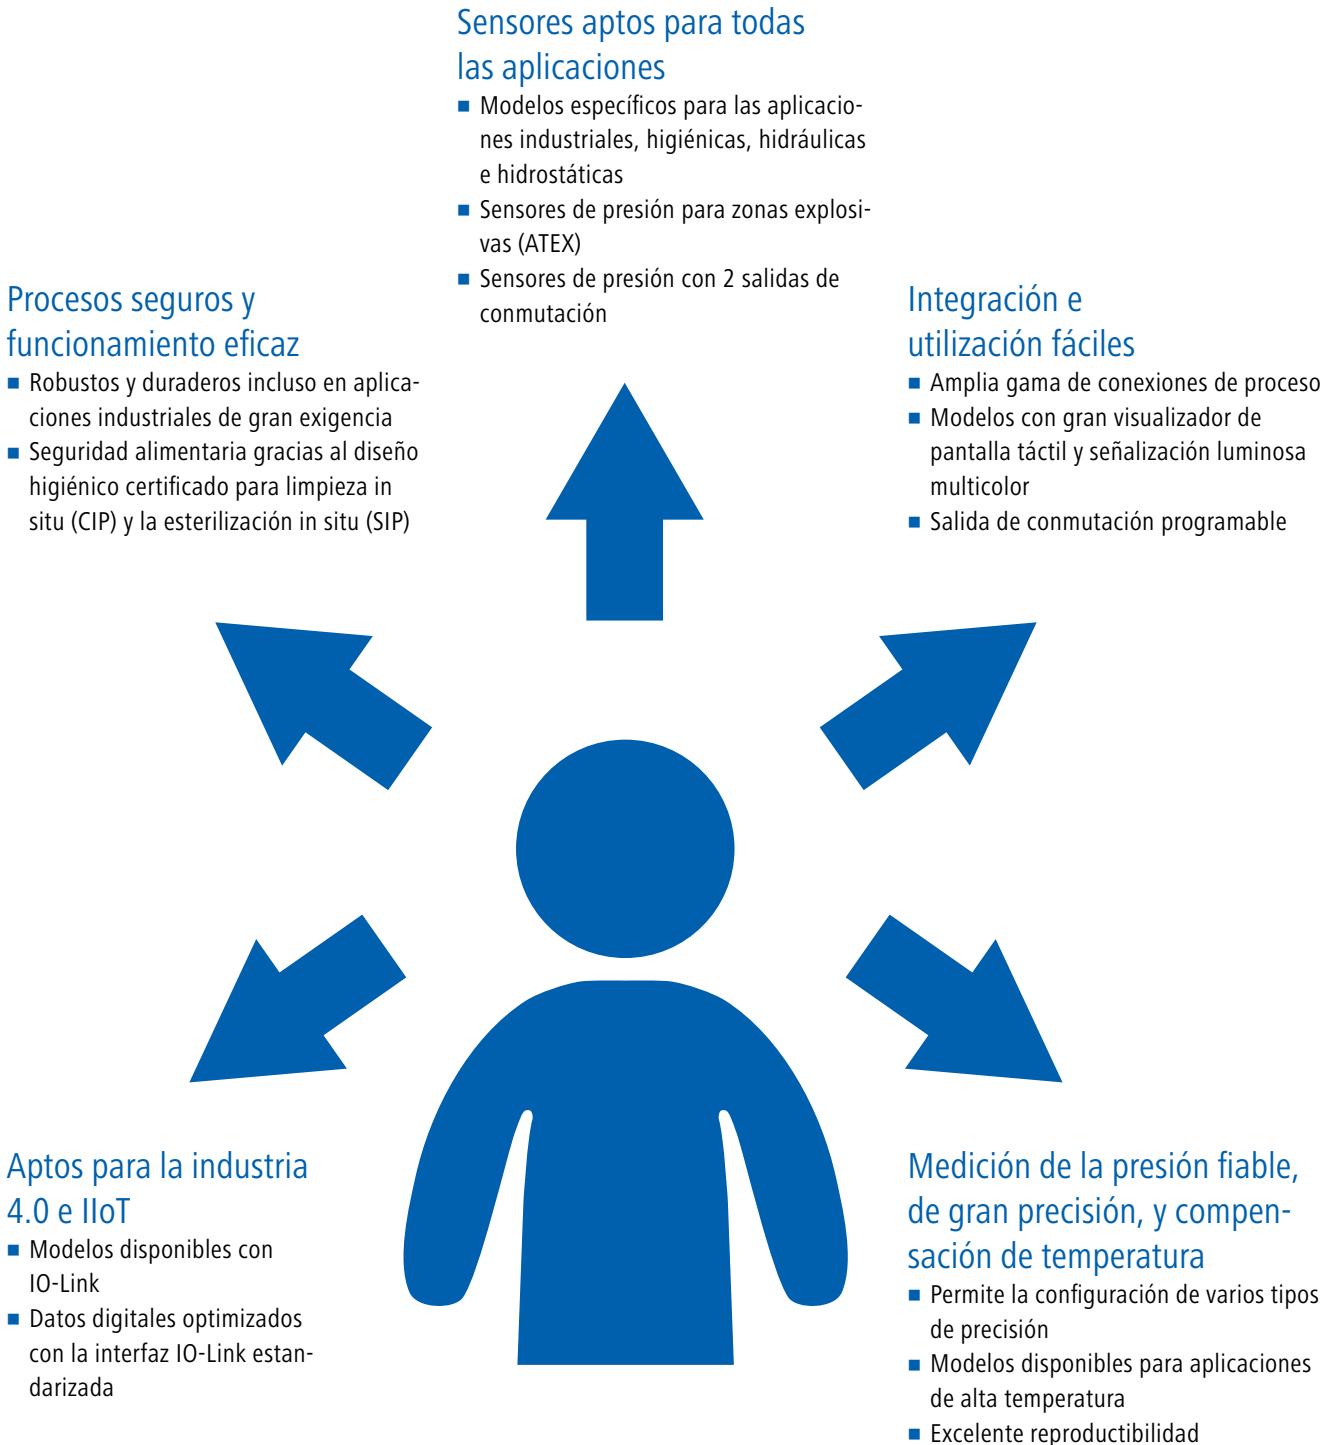 Sensores aptos para todas
las aplicaciones
■ Modelos específicos para las aplicacio-
nes industriales, higiénicas, hidráulicas
e hidrostáticas
■ Sensores de presión para zonas explosi-
vas (ATEX)
■ Sensores de presión con 2 salidas de
conmutación
Procesos seguros y
funcionamiento eficaz
■ Robustos y duraderos incluso en aplica-
ciones industriales de gran exigencia
■ Seguridad alimentaria gracias al diseño
higiénico certificado para limpieza in
situ (CIP) y la esterilización in situ (SIP)
Integración e
utilización fáciles
■ Amplia gama de conexiones de proceso
■ Modelos con gran visualizador de
pantalla táctil y señalización luminosa
multicolor
■ Salida de conmutación programable
Aptos para la industria
4.0 e IIoT
■ Modelos disponibles con
IO-Link
■ Datos digitales optimizados
con la interfaz IO-Link estan-
darizada
Medición de la presión fiable,
de gran precisión, y compen-
sación de temperatura
■ Permite la configuración de varios tipos
de precisión
■ Modelos disponibles para aplicaciones
de alta temperatura
■ Excelente reproductibilidad